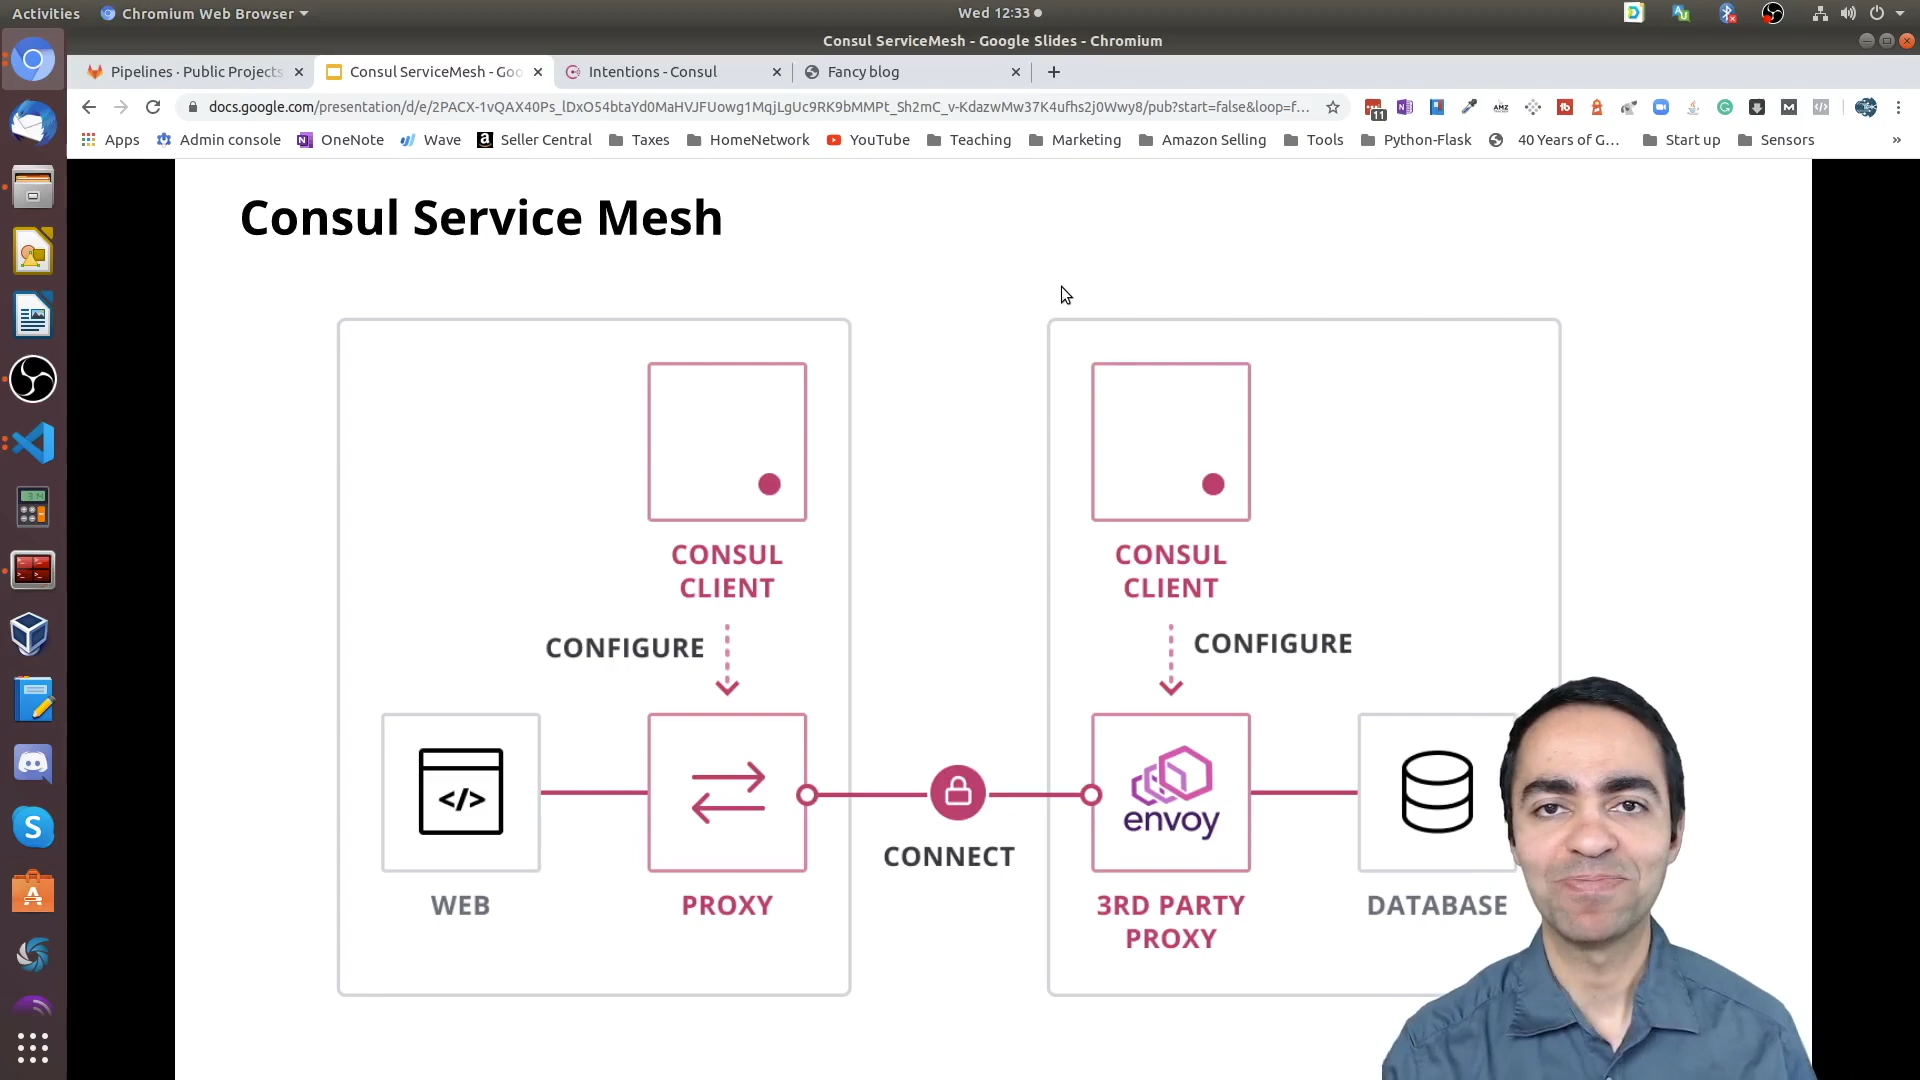 Activities
Chromium Web Browser
Wed 12:33
Consul ServiceMesh - Google Slides - Chromium
Pipelines · Public Projects
Consul ServiceMesh - Goo
Intentions - Consul
Fancy blog
docs.google.com/presentation/d/e/2PACX-1vQAX40Ps_lDxO54btaYd0MaHVJFUowg1MqjLgUc9RK9bMMPt_Sh2mC_v-KdazwMw37K4ufhs2j0Wwy8/pub?start=false&loop=f...
11
AMZ
Apps
Admin console
OneNote
Wave
Seller Central
Taxes
HomeNetwork
YouTube
Teaching
Marketing
Amazon Selling
Tools
Python-Flask
40 Years of G...
Start up
Sensors
»
Consul Service Mesh
CONSUL
CLIENT
CONSUL
CLIENT
CONFIGURE
CONFIGURE
</>
envoy
CONNECT
WEB
PROXY
3RD PARTY
PROXY
DATABASE